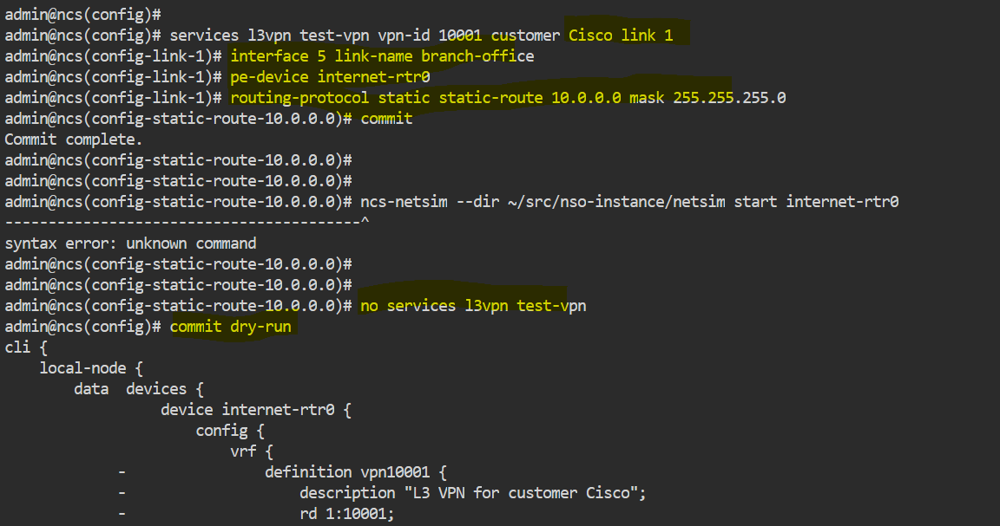 admin@ncs(config)#
admin@ncs(config)# services l3vpn test-vpn vpn-id 10001 customer Cisco link 1
admin@ncs(config-link-1)# interface 5 link-name branch-office
admin@ncs(config-link-1)# pe-device internet-rtr0
admin@ncs(config-link-1)# routing-protocol static static-route 10.0.0.0 mask 255.255.255.0
admin@ncs(config-static-route-10.0.0.0)# commit
Commit complete.
admin@ncs(config-static-route-10.0.0.0)#
admin@ncs(config-static-route-10.0.0.0)#
admin@ncs(config-static-route-10.0.0.0)# ncs-netsim --dir ~/src/nso-instance/netsim start internet-rtr0
-----------------------------------------^
syntax error: unknown command
admin@ncs(config-static-route-10.0.0.0)#
admin@ncs(config-static-route-10.0.0.0)#
admin@ncs(config-static-route-10.0.0.0)# no services l3vpn test-vpn
admin@ncs(config)# commit dry-run
cli {
    local-node {
        data  devices {
                  device internet-rtr0 {
                      config {
                          vrf {
             -                definition vpn10001 {
             -                    description "L3 VPN for customer Cisco";
             -                    rd 1:10001;